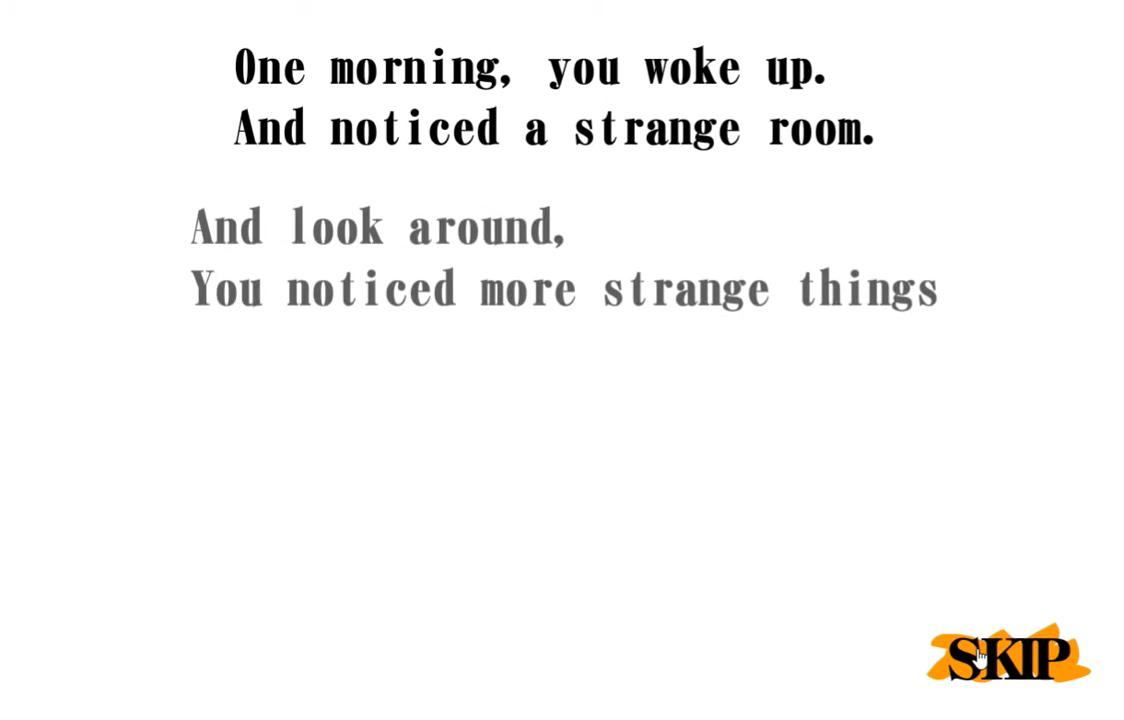 One morning, you woke up.
And noticed a strange room.
And look around,
You noticed more strange things
SKIP